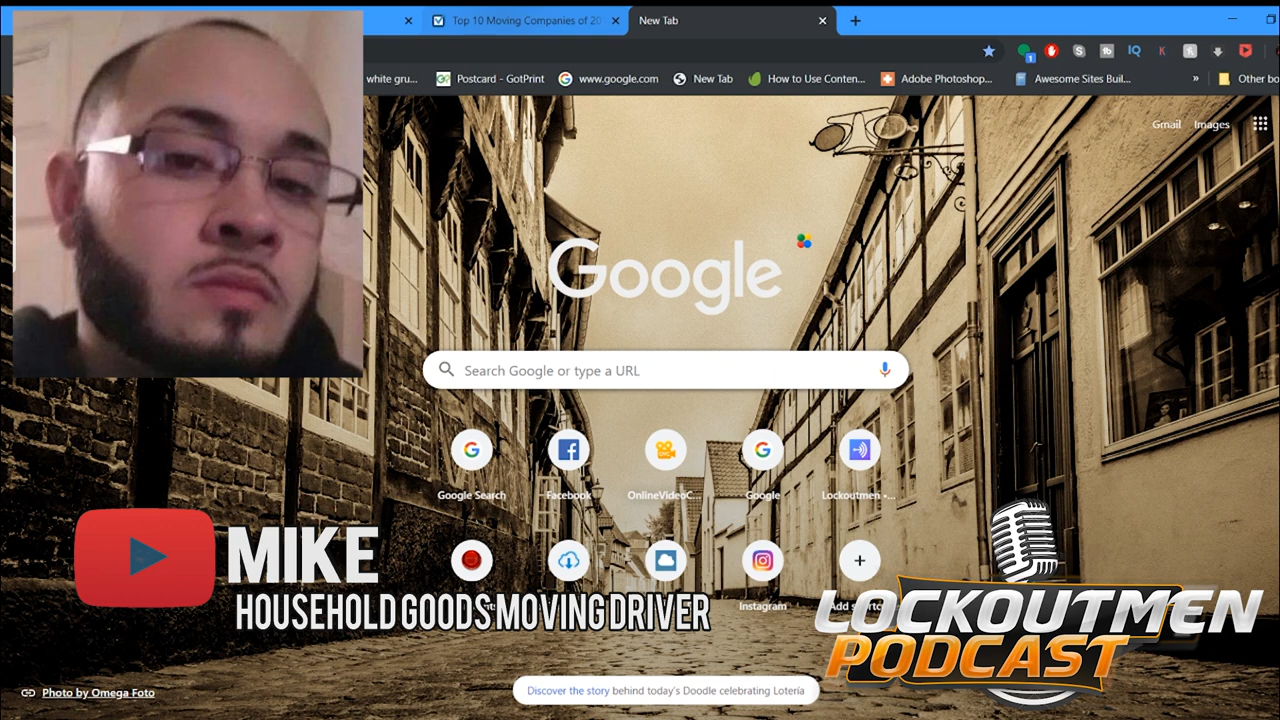 Top 10 Moving Companies of 20
New Tab
white gru...
Postcard - GotPrint
www.google.com
New Tab
How to Use Conten...
Adobe Photoshop...
Awesome Sites Buil...
»
Other bo
1
IQ
K
Gmail
Images
Google
Search Google or type a URL
Google Search
Facebook
OnlineVideoC...
Google
Lockoutmen •...
Instagram
MIKE
HOUSEHOLD GOODS MOVING DRIVER
LOCKOUTMEN
PODCAST
Photo by Omega Foto
Discover the story behind today's Doodle celebrating Lotería